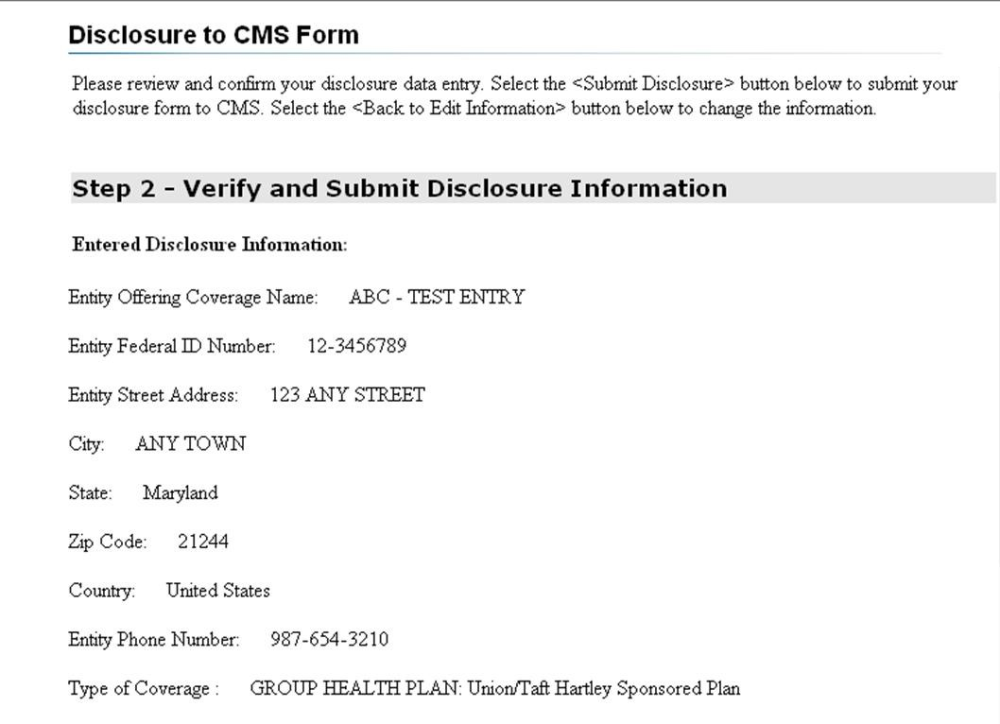 Disclosure to CMS Form
Please review and confirm your disclosure data entry. Select the <Submit Disclosure> button below to submit your
disclosure form to CMS. Select the <Back to Edit Information> button below to change the information.
Step 2 - Verify and Submit Disclosure Information
Entered Disclosure Information:
Entity Offering Coverage Name: ABC - TEST ENTRY
Entity Federal ID Number: 12-3456789
Entity Street Address: 123 ANY STREET
City: ANY TOWN
State: Maryland
Zip Code: 21244
Country: United States
Entity Phone Number: 987-654-3210
Type of Coverage : GROUP HEALTH PLAN: Union/Taft Hartley Sponsored Plan